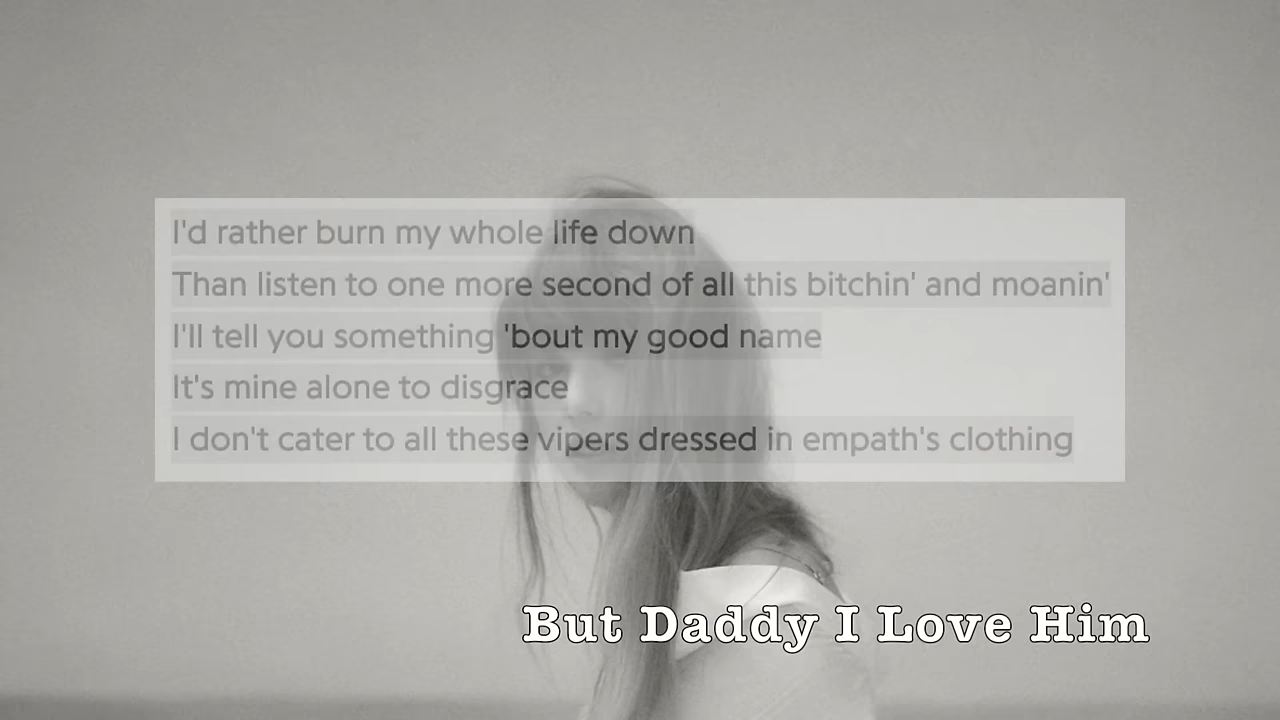 I'd rather burn my whole life down
Than listen to one more second of all this bitchin' and moanin'
I'll tell you something 'bout my good name
It's mine alone to disgrace
I don't cater to all these vipers dressed in empath's clothing
But Daddy I Love Him